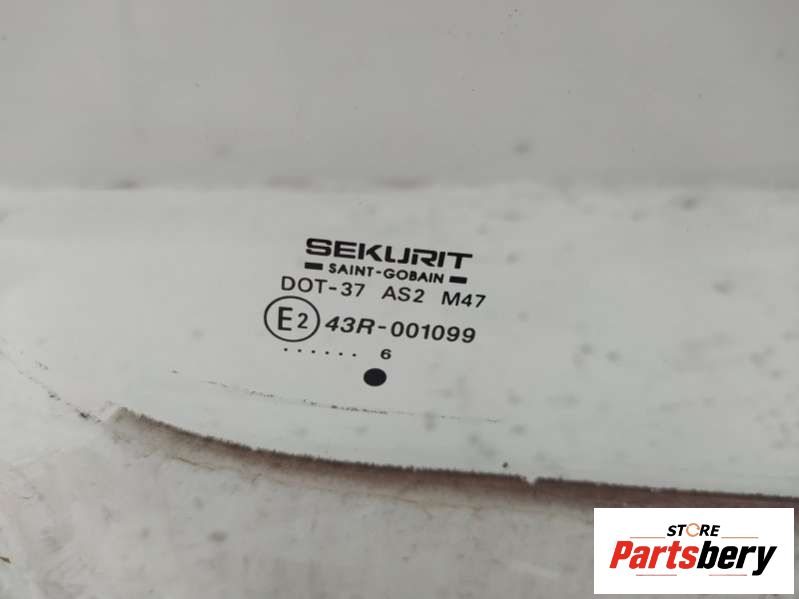 SEKURIT
SAINT-GOBAIN
DOT-37 AS2 M47
E2 43R-001099
...... 6
STORE
Partsbery